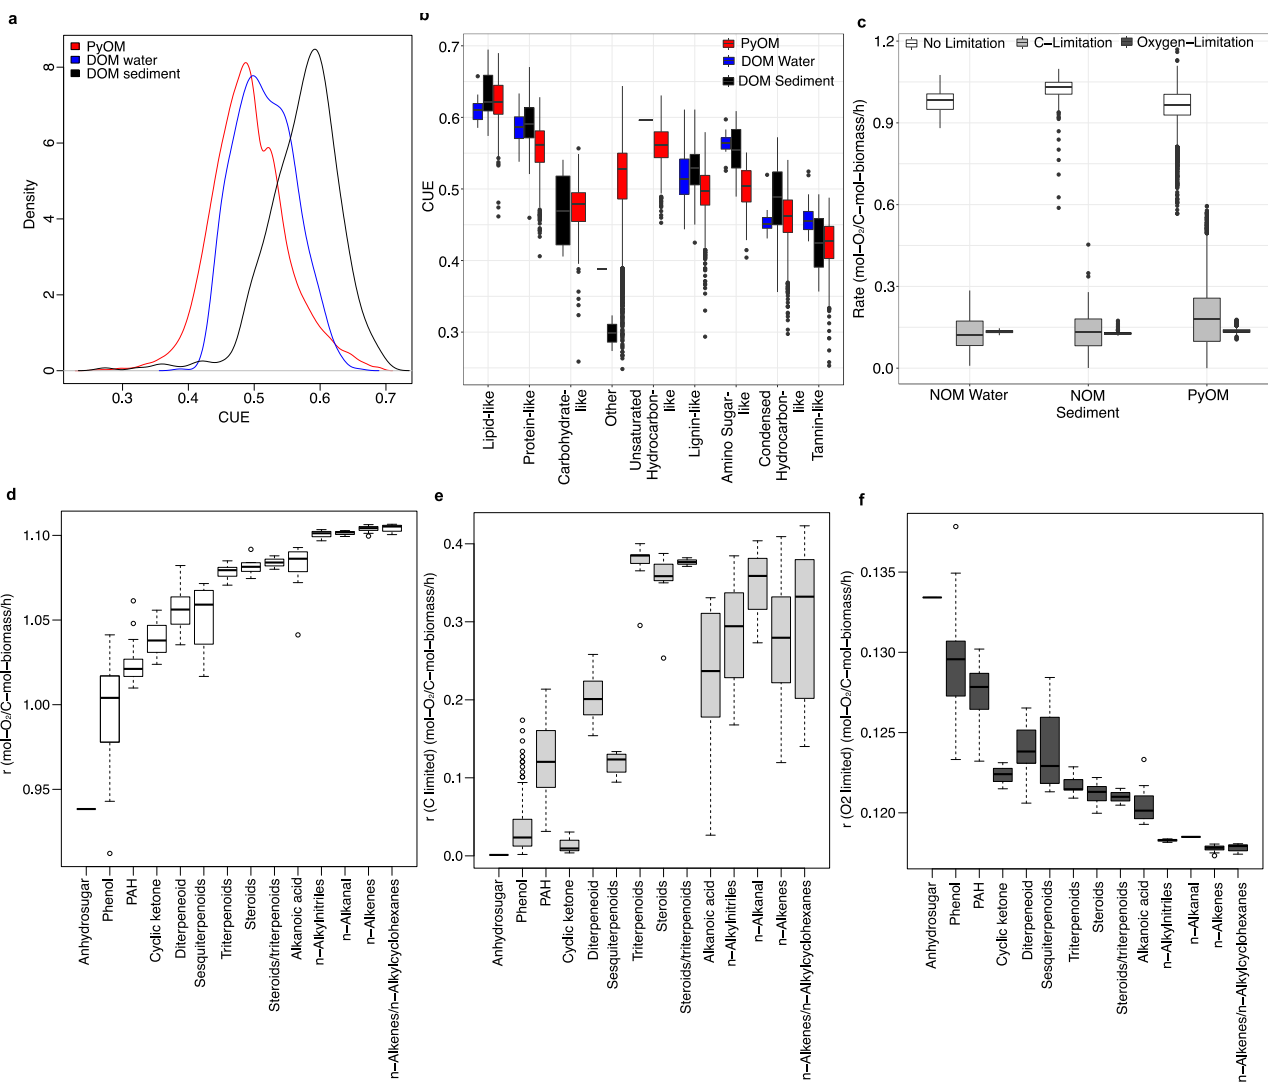 a
PyOM
DOM water
DOM sediment
Density
0
2
4
6
8
0.3
0.4
0.5
0.6
0.7
CUE
b
PyOM
DOM Water
DOM Sediment
CUE
0.7
0.6
0.5
0.4
0.3
Lipid-like
Protein-like
Carbohydrate-
like
Other
Unsaturated
Hydrocarbon-
like
Lignin-like
Amino Sugar-
like
Condensed
Hydrocarbon-
like
Tannin-like
c
No Limitation
C−Limitation
Oxygen−Limitation
Rate (mol−O₂/C−mol−biomass/h)
1.2
0.9
0.6
0.3
0.0
NOM Water
NOM
Sediment
PyOM
d
r (mol−O₂/C−mol−biomass/h)
1.10
1.05
1.00
0.95
Anhydrosugar
Phenol
PAH
Cyclic ketone
Diterpeneoid
Sesquiterpenoids
Triterpenoids
Steroids
Steroids/triterpenoids
Alkanoic acid
n−Alkylnitriles
n−Alkanal
n−Alkenes
n−Alkenes/n−Alkylcyclohexanes
e
r (C limited) (mol−O₂/C−mol−biomass/h)
0.4
0.3
0.2
0.1
0.0
Anhydrosugar
Phenol
PAH
Cyclic ketone
Diterpeneoid
Sesquiterpenoids
Triterpenoids
Steroids
Steroids/triterpenoids
Alkanoic acid
n−Alkylnitriles
n−Alkanal
n−Alkenes
n−Alkenes/n−Alkylcyclohexanes
f
r (O2 limited) (mol−O₂/C−mol−biomass/h)
0.135
0.130
0.125
0.120
Anhydrosugar
Phenol
PAH
Cyclic ketone
Diterpeneoid
Sesquiterpenoids
Triterpenoids
Steroids
Steroids/triterpenoids
Alkanoic acid
n−Alkylnitriles
n−Alkanal
n−Alkenes
n−Alkenes/n−Alkylcyclohexanes